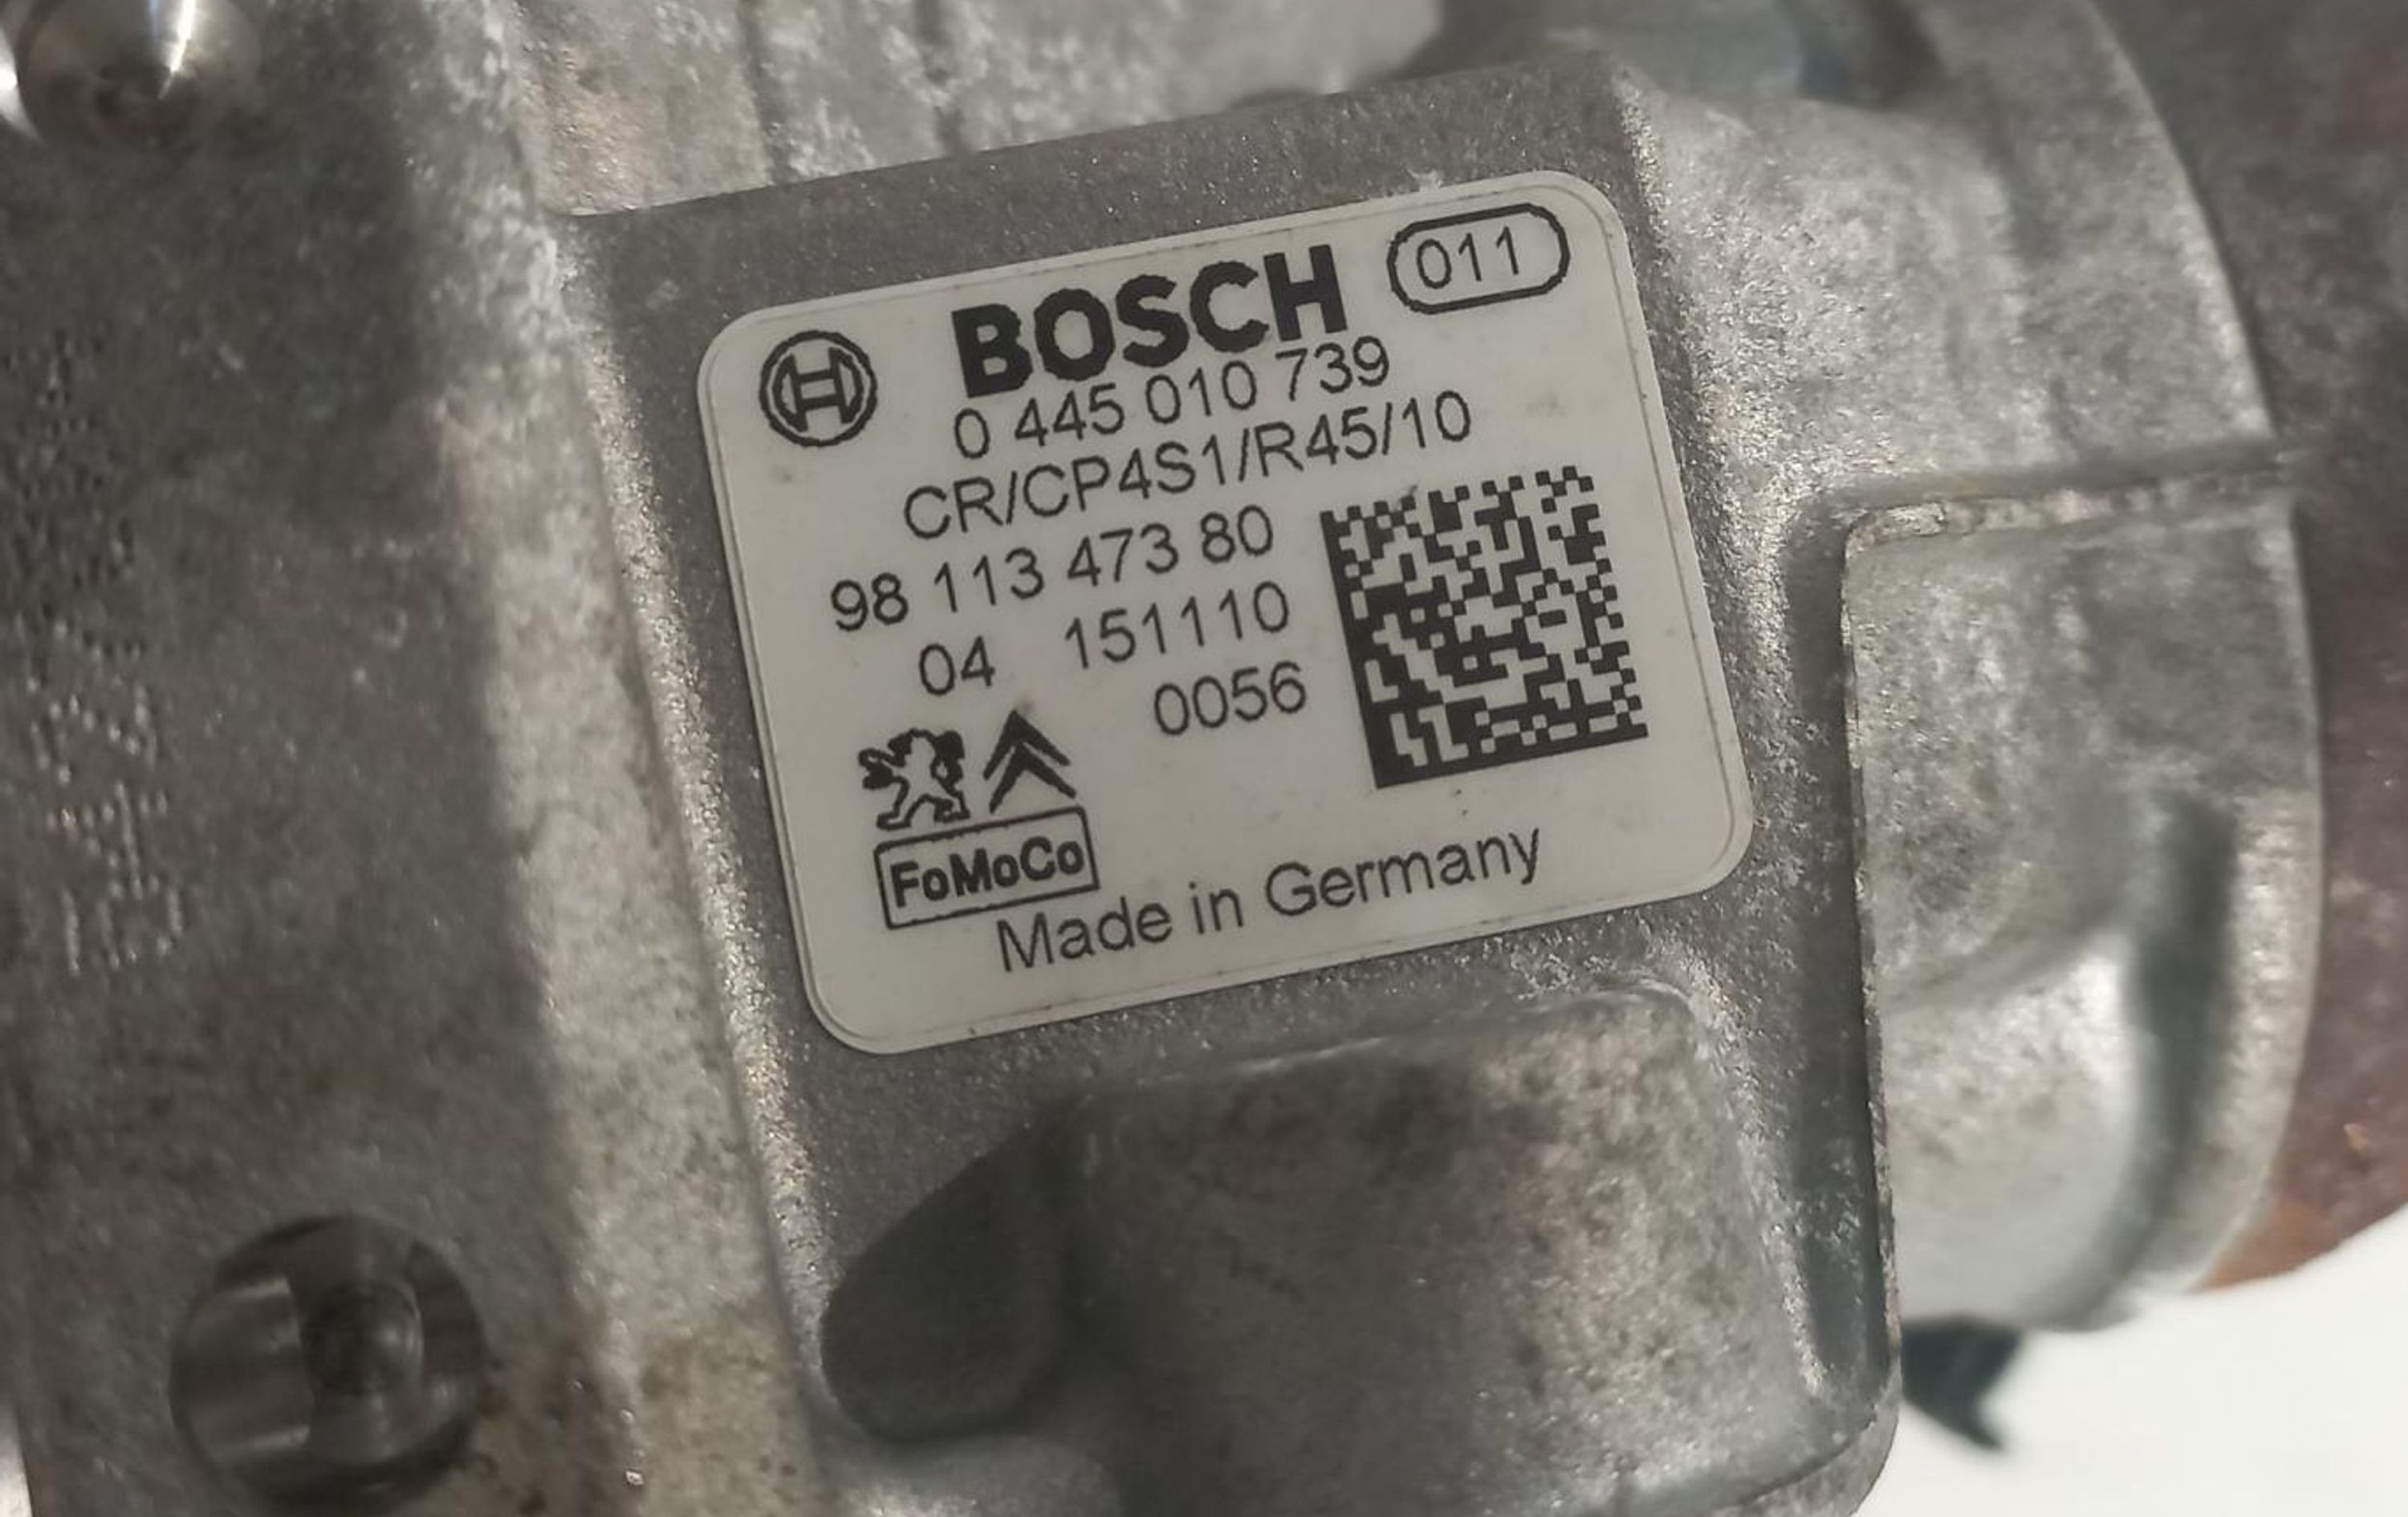 BOSCH 011
0 445 010 739
CR/CP4S1/R45/10
98 113 473 80
04 151110
0056
FoMoCo
Made in Germany